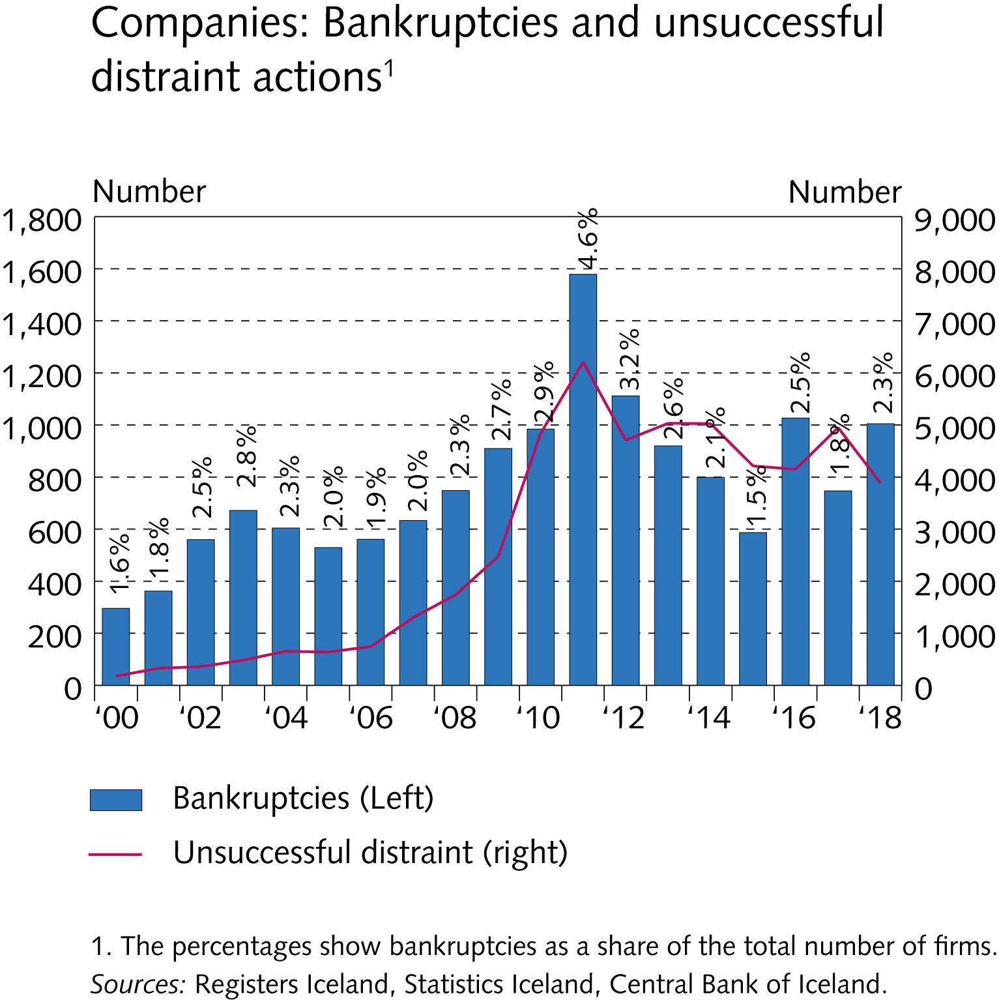 Companies: Bankruptcies and unsuccessful
distraint actions¹
Number Number
1,800 9,000
1,600 8,000
1,400 7,000
1,200 6,000
1,000 5,000
800 4,000
600 3,000
400 2,000
200 1,000
0 0
1.6% 1.8% 2.5% 2.8% 2.3% 2.0% 1.9% 2.0% 2.3% 2.7% 2.9% 4.6% 3.2% 2.6% 2.1% 1.5% 2.5% 1.8% 2.3%
‘00 ‘02 ‘04 ‘06 ‘08 ‘10 ‘12 ‘14 ‘16 ‘18
Bankruptcies (Left)
Unsuccessful distraint (right)
1. The percentages show bankruptcies as a share of the total number of firms.
Sources: Registers Iceland, Statistics Iceland, Central Bank of Iceland.